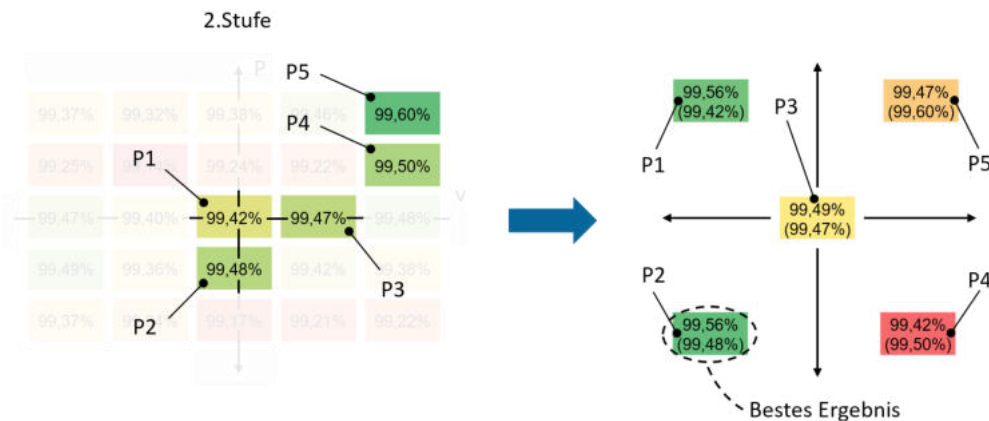 2.Stufe
P
P5
99,37% 99,32% 99,38% 99,46% 99,60%
P4
99,25% 99,24% 99,22% 99,50%
P1
V
99,47% 99,40% 99,42% 99,47% 99,48%
99,49% 99,36% 99,48% 99,42% 99,38%
P3
P2
99,37% 99,17% 99,21% 99,22%
99,56%
(99,42%)
P1
P3
99,47%
(99,60%)
P5
99,49%
(99,47%)
P2
99,56%
(99,48%)
P4
99,42%
(99,50%)
Bestes Ergebnis